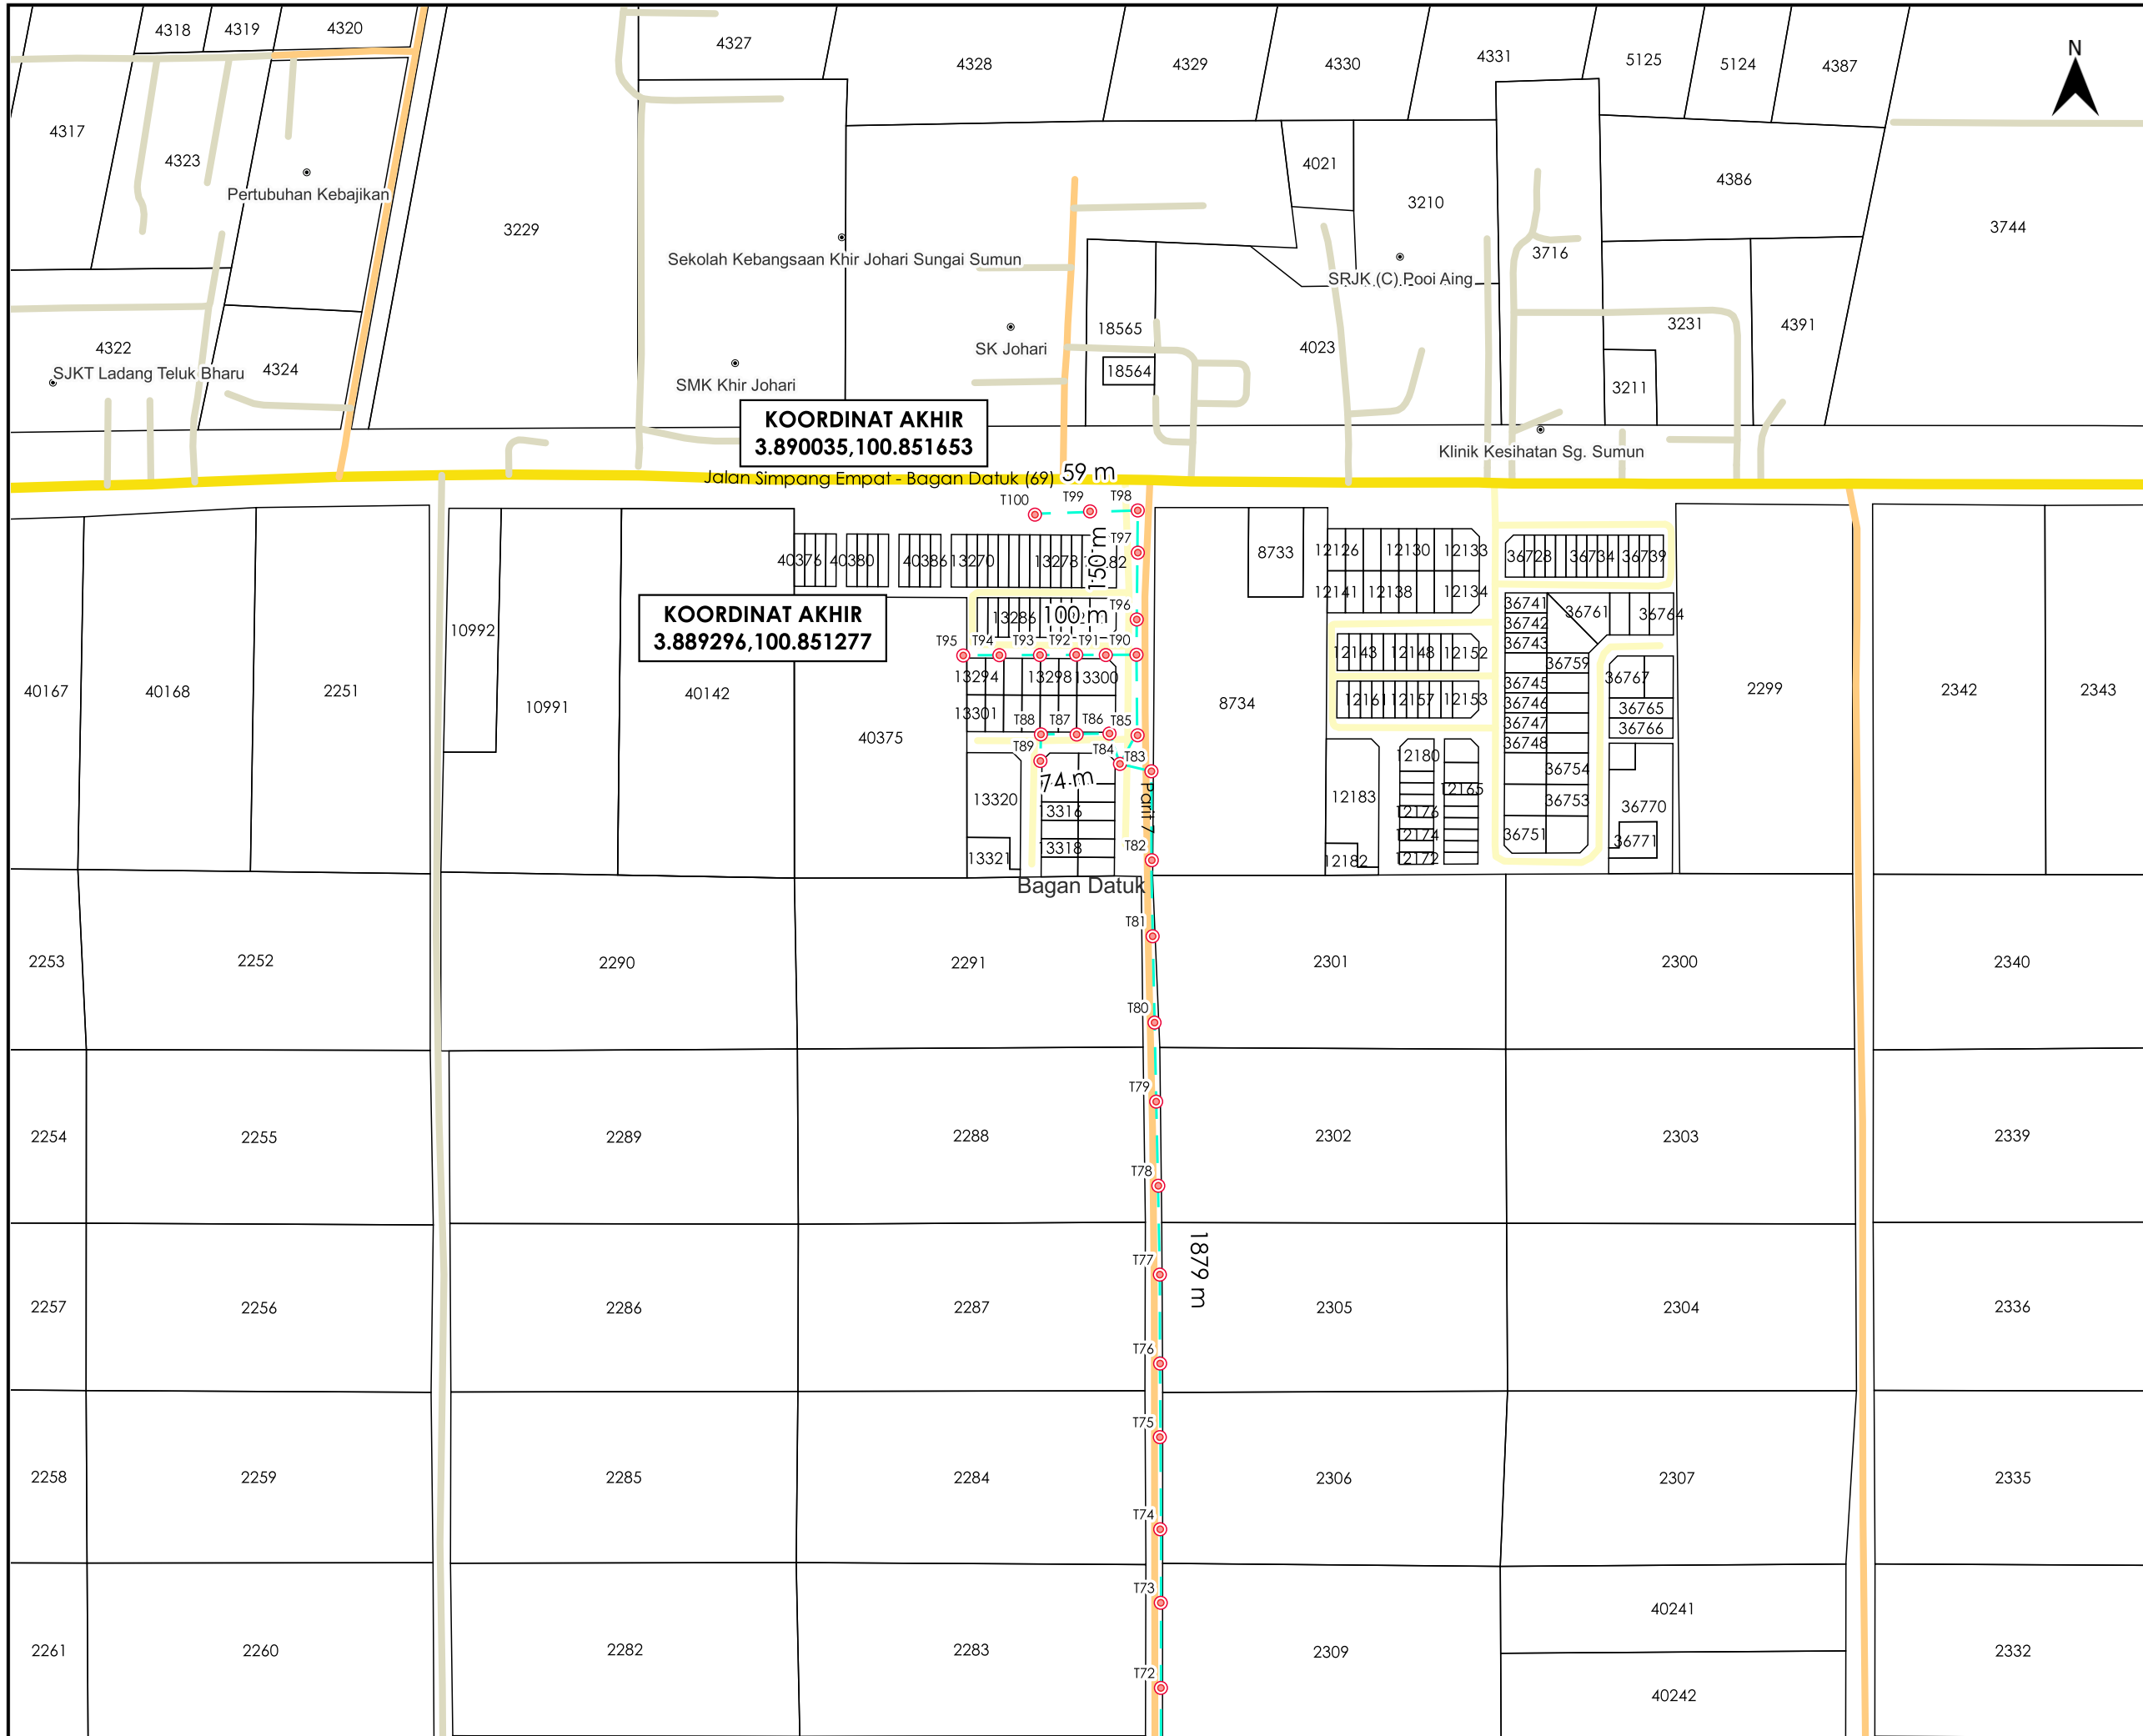 4318 4319 4320
4327
4328
4329
4330
4331
5125
5124
4387
N
4317
4323
Pertubuhan Kebajikan
3229
4021
3210
4386
3744
3716
Sekolah Kebangsaan Khir Johari Sungai Sumun
SRJK (C) Pooi Aing
4322
SJKT Ladang Teluk Bharu
4324
SMK Khir Johari
SK Johari
18565
18564
4023
3231
4391
3211
KOORDINAT AKHIR
3.890035,100.851653
Klinik Kesihatan Sg. Sumun
Jalan Simpang Empat - Bagan Datuk (69)
59 m
T100
T99
T98
T97
150 m
40376
40380
40386
13270
13278
8733
12126
12130
12133
36728
36734
36739
12141
12138
12134
KOORDINAT AKHIR
3.889296,100.851277
13286
100 m
T96
36741
36742
36743
36761
36764
T95
T94
T93
T92
T91
T90
10992
12143
12148
12152
36759
40167
40168
2251
10991
40142
13294
13298
13300
8734
12161
12157
12153
36745
36746
36747
36748
36767
36765
36766
2299
2342
2343
13301
40375
T88
T87
T86
T85
T89
T84
T83
74 m
Parit 7
12180
12183
12165
12176
12174
12172
12182
36754
36753
36751
36770
36771
13320
13316
13318
13321
T82
Bagan Datuk
T81
2253
2252
2290
2291
2301
2300
2340
T80
T79
2254
2255
2289
2288
2302
2303
2339
T78
1879 m
T77
2257
2256
2286
2287
2305
2304
2336
T76
T75
2258
2259
2285
2284
2306
2307
2335
T74
T73
40241
2261
2260
2282
2283
2309
2332
T72
40242